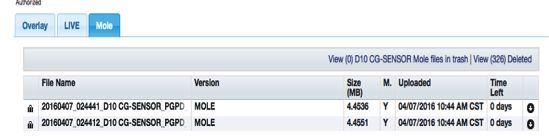 Authorized
Overlay LIVE Mole
View (0) D10 CG-SENSOR Mole files in trash | View (326) Deleted
File Name Version Size (MB) M. Uploaded Time Left
20160407_024441_D10 CG-SENSOR_PGPD MOLE 4.4536 Y 04/07/2016 10:44 AM CST 0 days
20160407_024412_D10 CG-SENSOR_PGPD MOLE 4.4551 Y 04/07/2016 10:44 AM CST 0 days